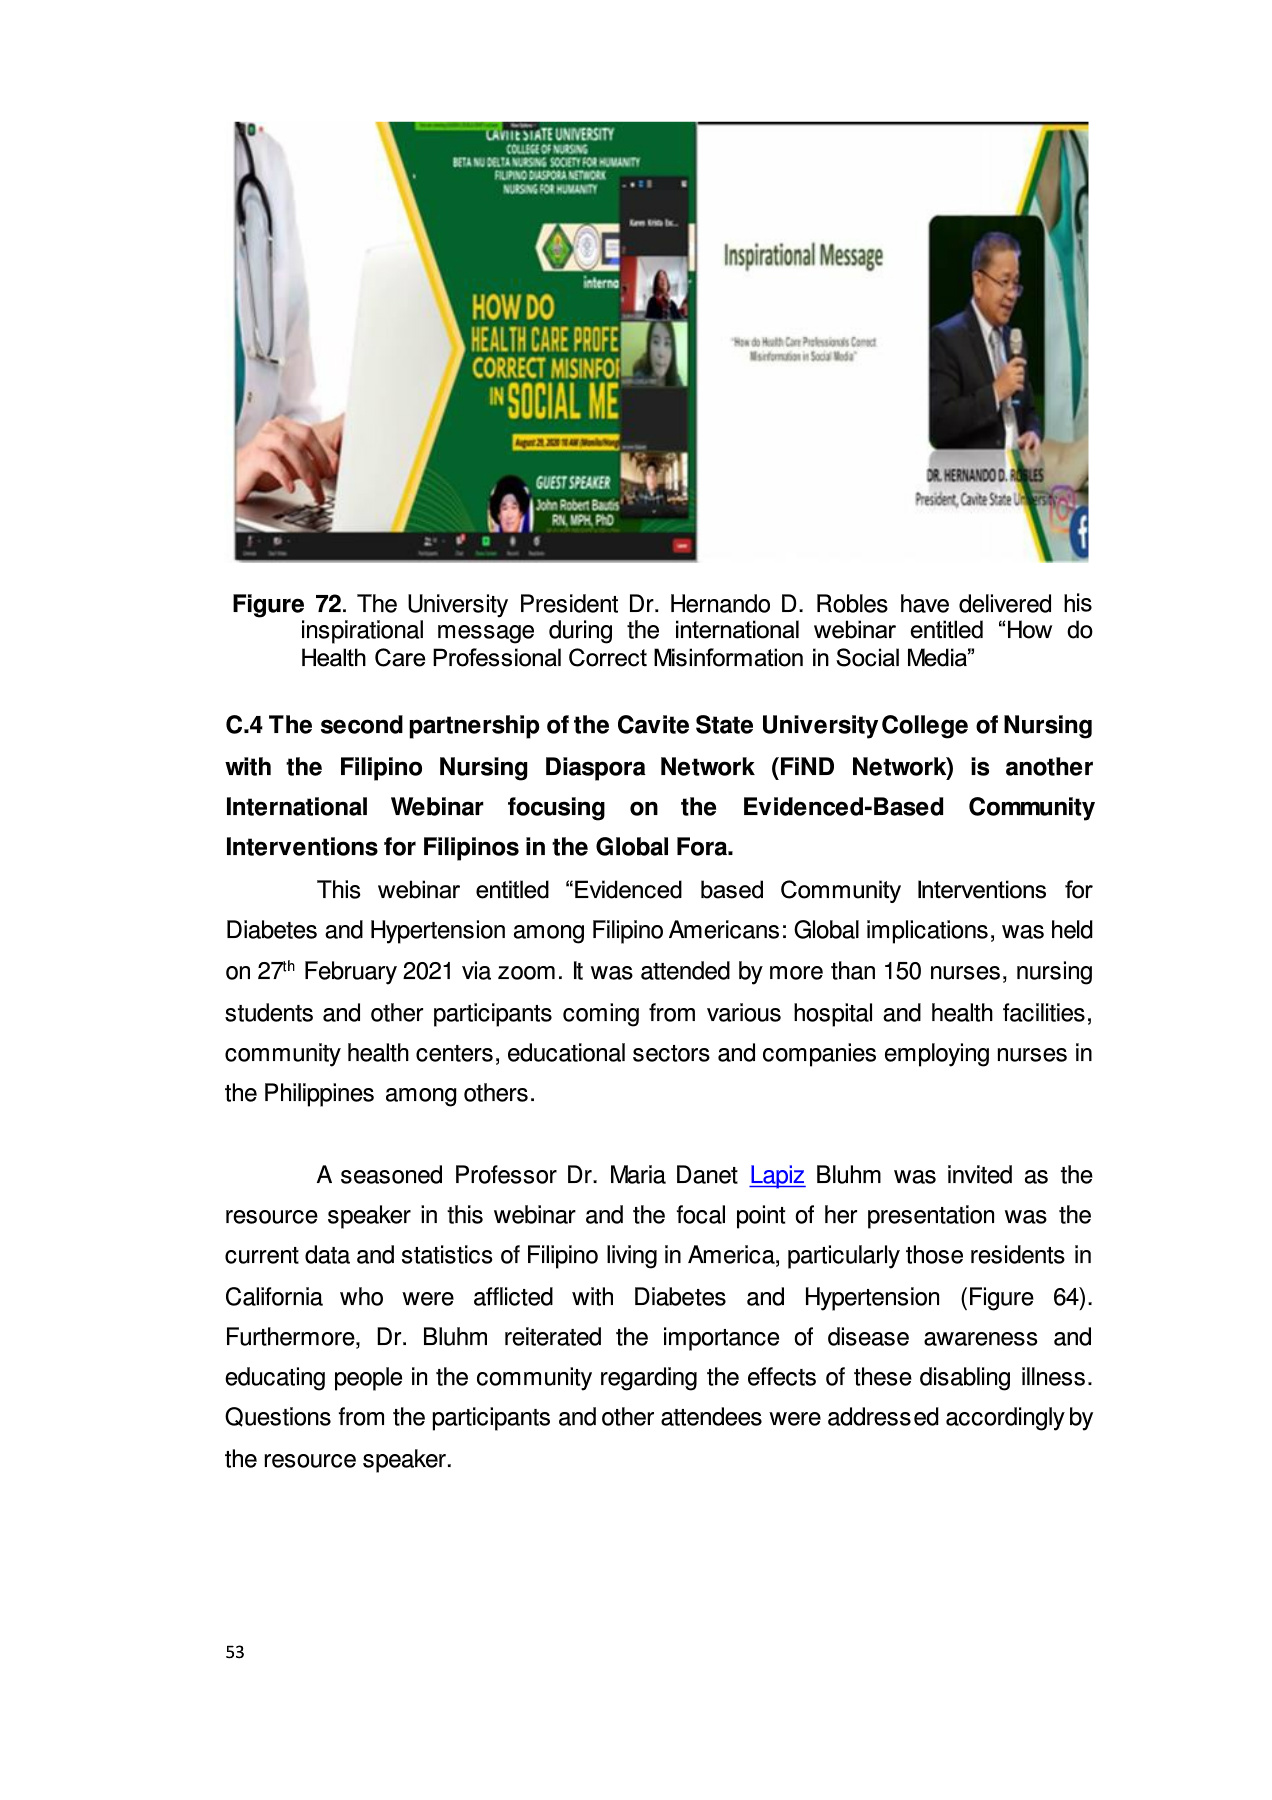 CAVITE STATE UNIVERSITY
COLLEGE OF NURSING
BETA NU DELTA NURSING SOCIETY FOR HUMANITY
FILIPINO DIASPORA NETWORK
NURSING FOR HUMANITY
Karen Krista Esc...
interna
HOW DO
HEALTH CARE PROFE
CORRECT MISINFO
IN SOCIAL ME
August 29, 2020 10 AM (Manila/Hong
GUEST SPEAKER
John Robert Bautis
RN, MPH, PhD
Inspirational Message
"How do Health Care Professionals Correct
Misinformation in Social Media"
DR. HERNANDO D. ROBLES
President, Cavite State University
Figure 72. The University President Dr. Hernando D. Robles have delivered his
inspirational message during the international webinar entitled “How do
Health Care Professional Correct Misinformation in Social Media”
C.4 The second partnership of the Cavite State University College of Nursing
with the Filipino Nursing Diaspora Network (FiND Network) is another
International Webinar focusing on the Evidenced-Based Community
Interventions for Filipinos in the Global Fora.
This webinar entitled “Evidenced based Community Interventions for
Diabetes and Hypertension among Filipino Americans: Global implications, was held
on 27th February 2021 via zoom. It was attended by more than 150 nurses, nursing
students and other participants coming from various hospital and health facilities,
community health centers, educational sectors and companies employing nurses in
the Philippines among others.
A seasoned Professor Dr. Maria Danet Lapiz Bluhm was invited as the
resource speaker in this webinar and the focal point of her presentation was the
current data and statistics of Filipino living in America, particularly those residents in
California who were afflicted with Diabetes and Hypertension (Figure 64).
Furthermore, Dr. Bluhm reiterated the importance of disease awareness and
educating people in the community regarding the effects of these disabling illness.
Questions from the participants and other attendees were addressed accordingly by
the resource speaker.
53